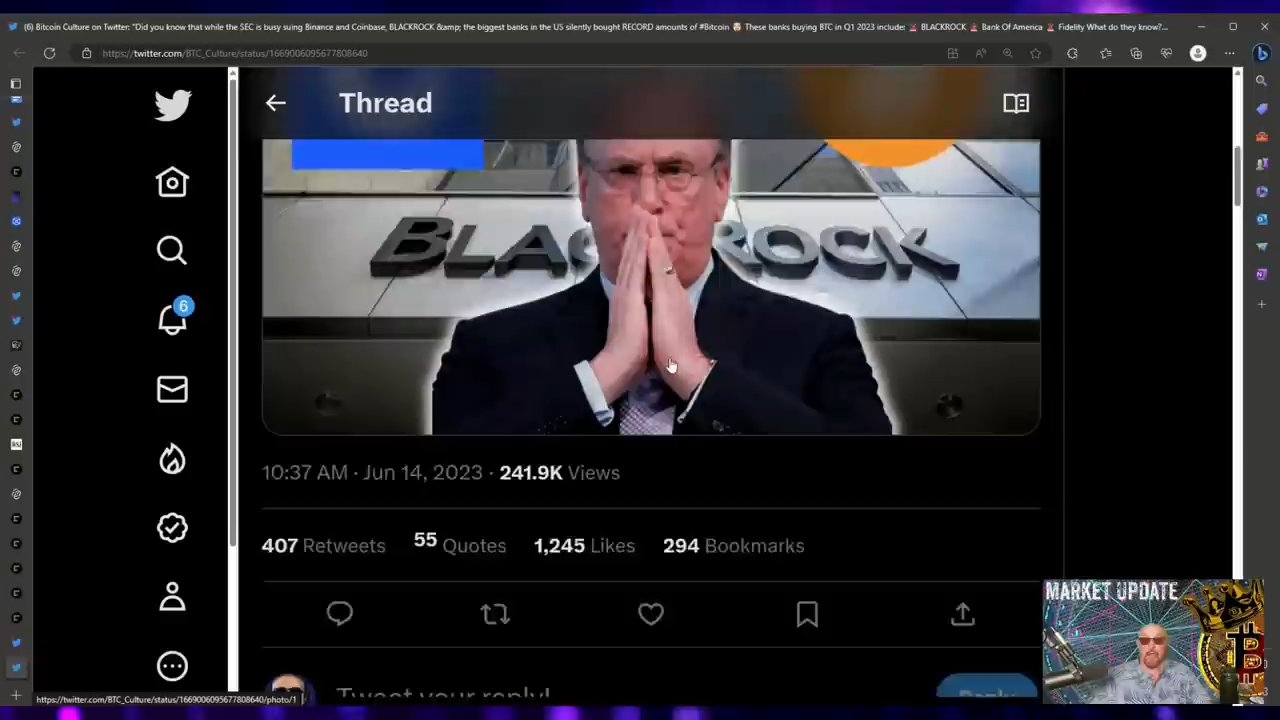 (6) Bitcoin Culture on Twitter: "Did you know that while the SEC is busy suing Binance and Coinbase, BLACKROCK &amp; the biggest banks in the US silently bought RECORD amounts of #Bitcoin 🤯 These banks buying BTC in Q1 2023 include: 🚨 BLACKROCK 🚨 Bank Of America 🚨 Fidelity What do they know?...
https://twitter.com/BTC_Culture/status/1669006095677808640
Thread
BLACKROCK
6
10:37 AM · Jun 14, 2023 · 241.9K Views
407 Retweets 55 Quotes 1,245 Likes 294 Bookmarks
MARKET UPDATE
Tweet your reply!
Reply
https://twitter.com/BTC_Culture/status/1669006095677808640/photo/1